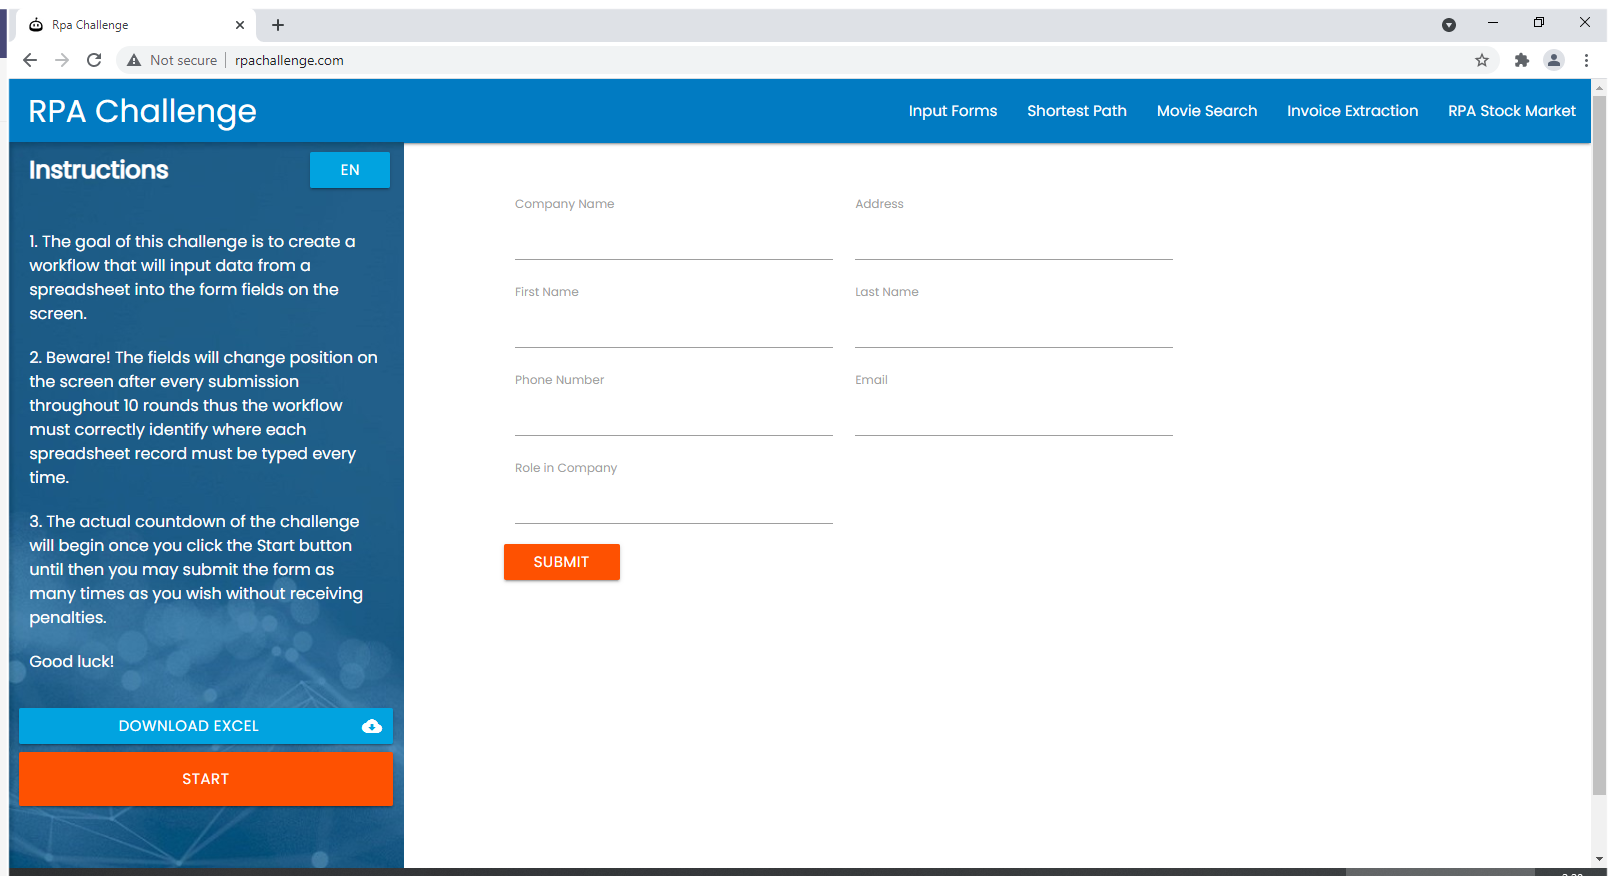 Rpa Challenge
Not secure rpachallenge.com
RPA Challenge
Input Forms Shortest Path Movie Search Invoice Extraction RPA Stock Market
Instructions
EN
1. The goal of this challenge is to create a
workflow that will input data from a
spreadsheet into the form fields on the
screen.
2. Beware! The fields will change position on
the screen after every submission
throughout 10 rounds thus the workflow
must correctly identify where each
spreadsheet record must be typed every
time.
3. The actual countdown of the challenge
will begin once you click the Start button
until then you may submit the form as
many times as you wish without receiving
penalties.
Good luck!
DOWNLOAD EXCEL
START
Company Name
Address
First Name
Last Name
Phone Number
Email
Role in Company
SUBMIT